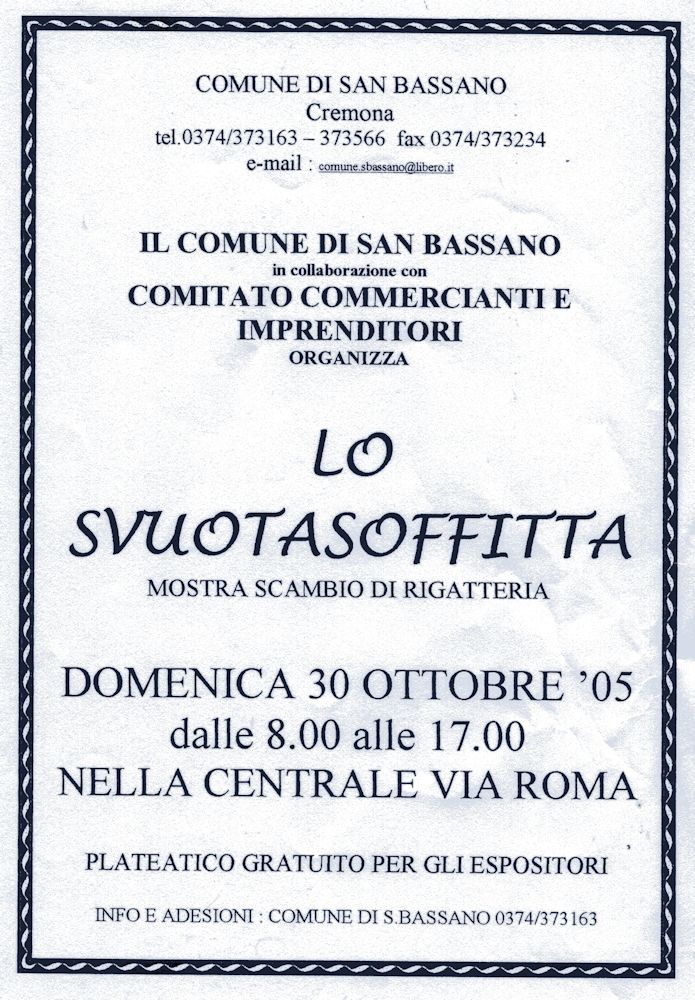 COMUNE DI SAN BASSANO
Cremona
tel.0374/373163 – 373566 fax 0374/373234
e-mail : comune.sbassano@libero.it
IL COMUNE DI SAN BASSANO
in collaborazione con
COMITATO COMMERCIANTI E
IMPRENDITORI
ORGANIZZA
LO
SVUOTASOFFITTA
MOSTRA SCAMBIO DI RIGATTERIA
DOMENICA 30 OTTOBRE ’05
dalle 8.00 alle 17.00
NELLA CENTRALE VIA ROMA
PLATEATICO GRATUITO PER GLI ESPOSITORI
INFO E ADESIONI : COMUNE DI S.BASSANO 0374/373163